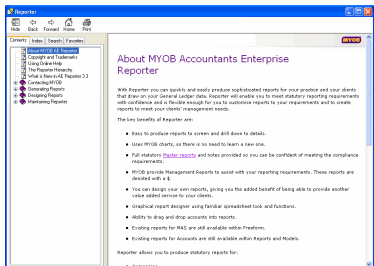 Reporter
Hide Back Forward Home Print
Contents Index Search Favorites
About MYOB AE Reporter
Copyright and Trademarks
Using Online Help
The Reporter Hierarchy
What is New in AE Reporter 3.3
Contacting MYOB
Generating Reports
Designing Reports
Maintaining Reporter
MYOB
About MYOB Accountants Enterprise
Reporter
With Reporter you can quickly and easily produce sophisticated reports for your practice and your clients
that draw on your General Ledger data. Reporter will enable you to meet statutory reporting requirements
with confidence and is flexible enough for you to customise reports to your requirements and to create
reports to meet your clients' management needs.
The key benefits of Reporter are:
Easy to produce reports to screen and drill down to details.
Uses MYOB charts, so there is no need to learn a new one.
Full statutory Master reports and notes provided so you can be confident of meeting the compliance
requirements.
MYOB provide Management Reports to assist with your reporting requirements. These reports are
denoted with a $.
You can design your own reports, giving you the added benefit of being able to provide another
value added service to your clients.
Graphical report designer using familiar spreadsheet look and functions.
Ability to drag and drop accounts into reports.
Existing reports for MAS are still available within Freeform.
Existing reports for Accounts are still available within Reports and Models.
Reporter allows you to produce statutory reports for: